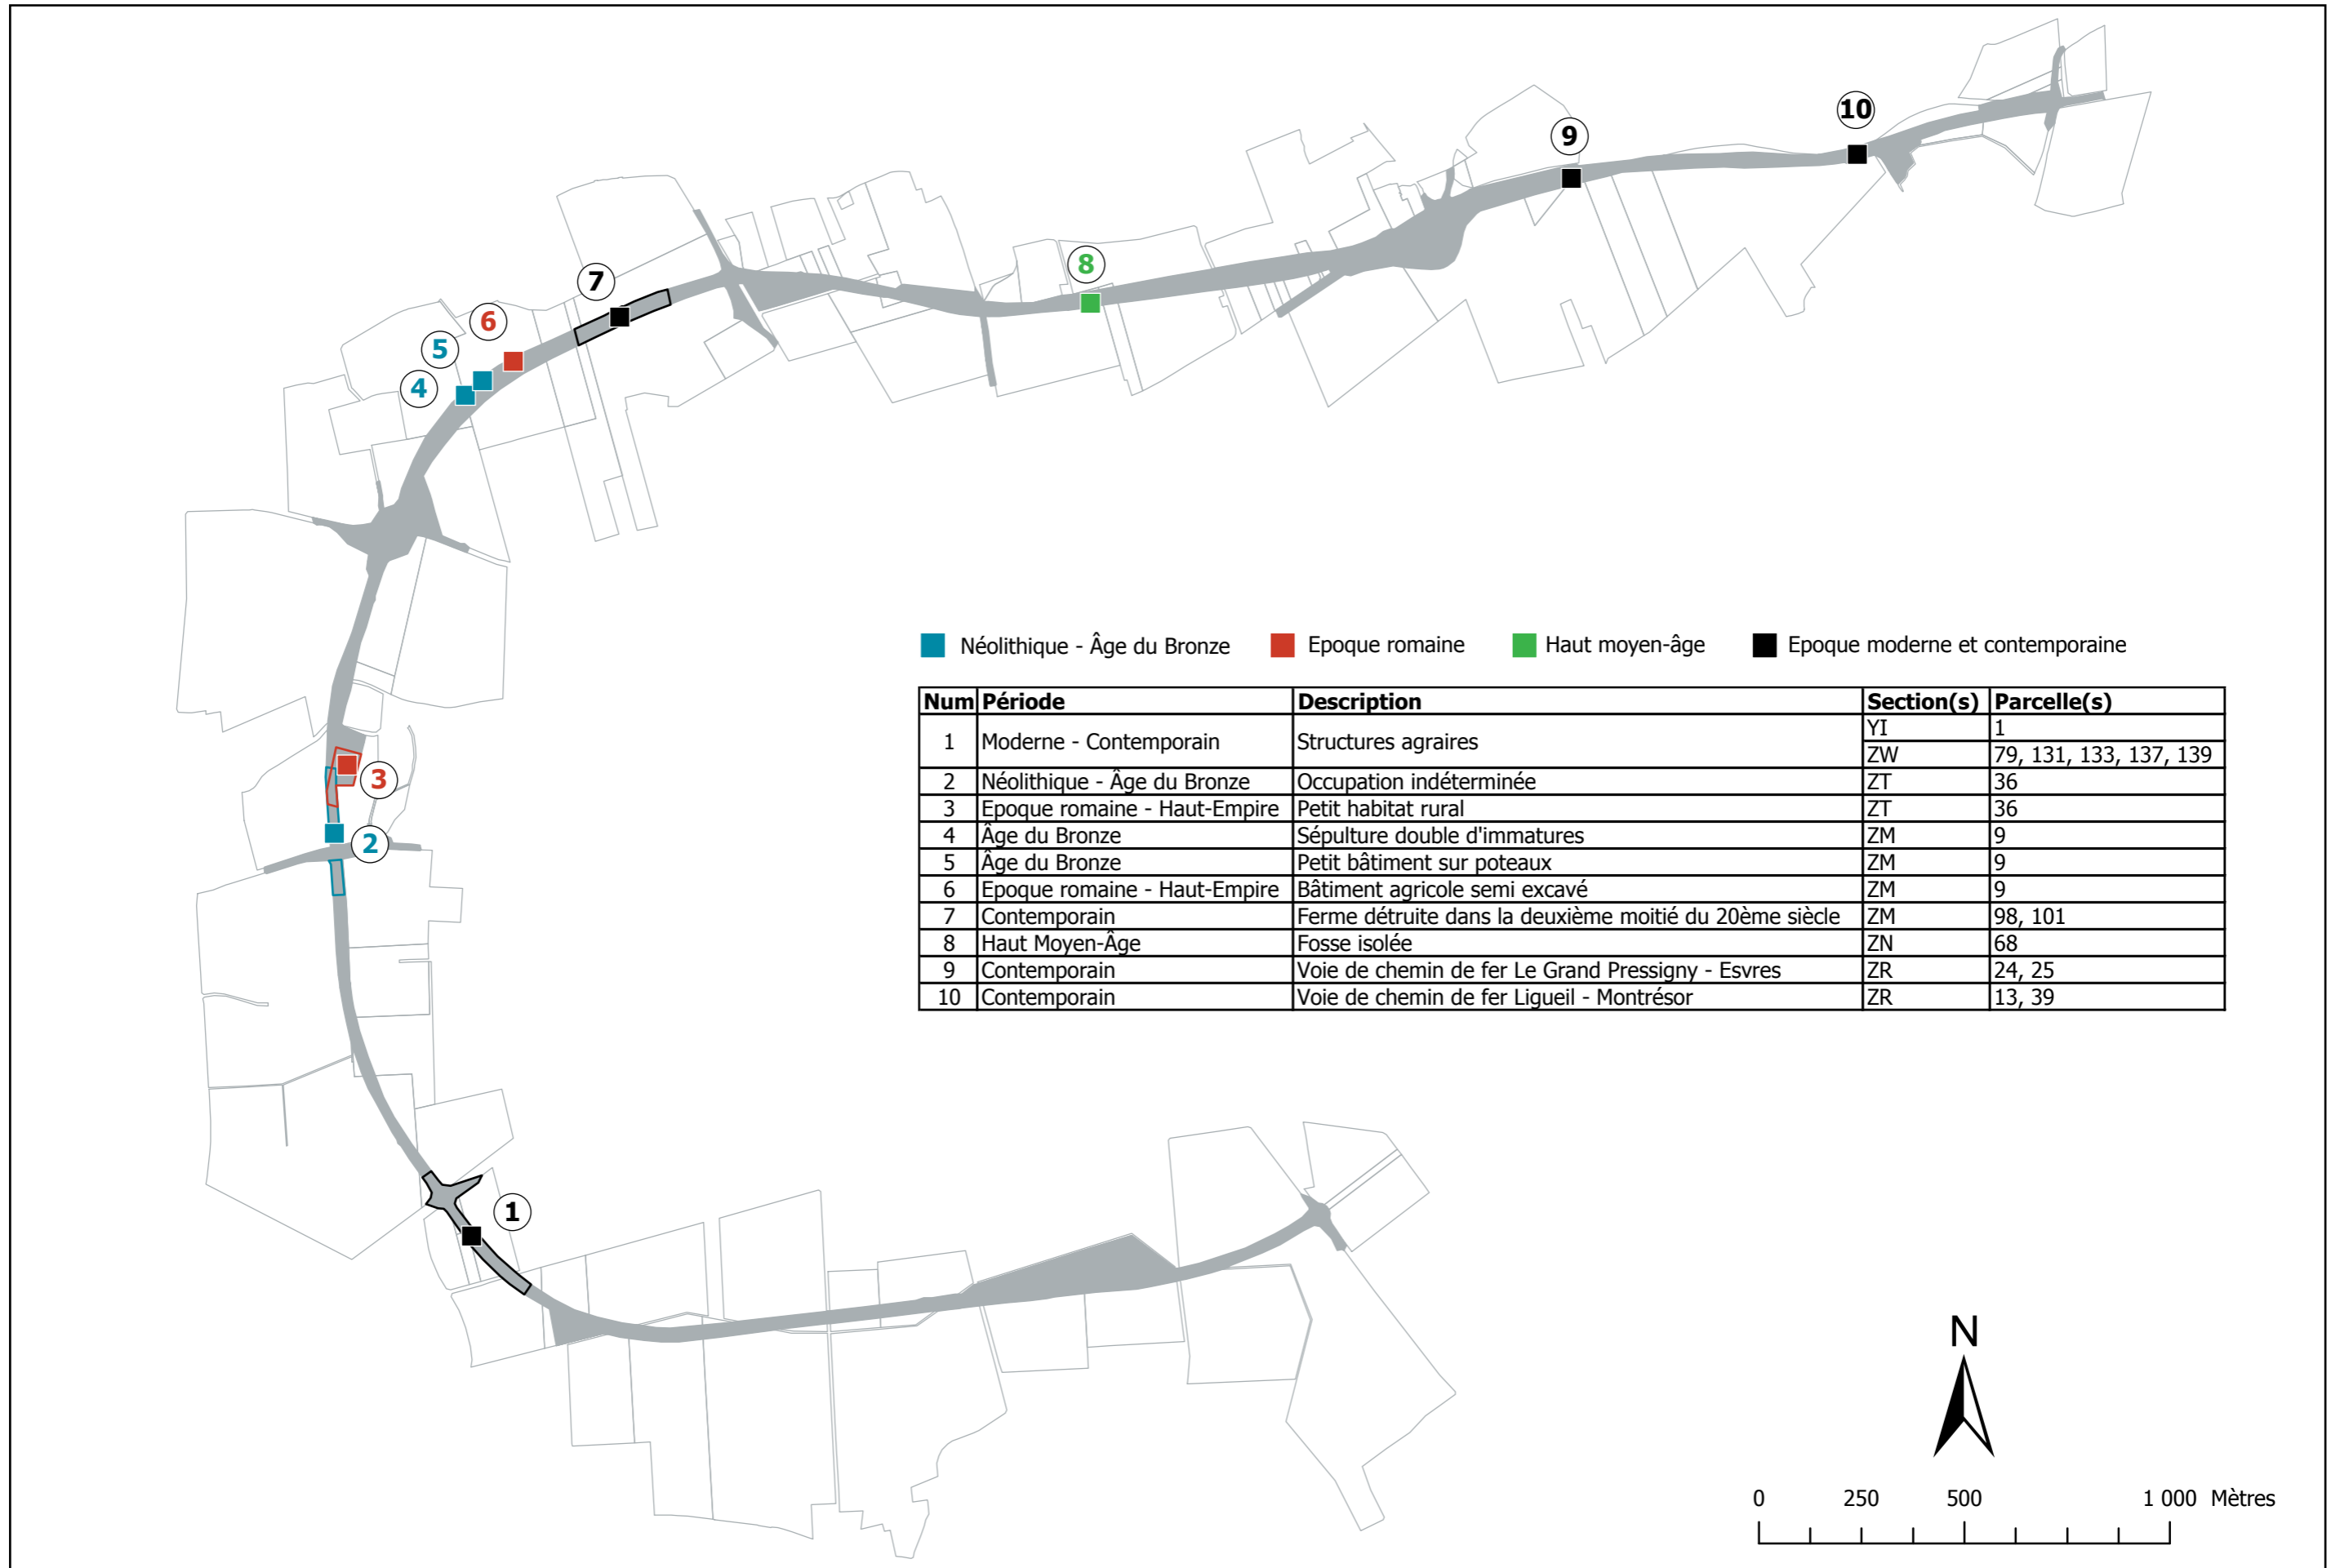 10
9
8
7
6
5
4
3
2
1
Néolithique - Âge du Bronze Epoque romaine Haut moyen-âge Epoque moderne et contemporaine
Num Période Description Section(s) Parcelle(s)
1 Moderne - Contemporain Structures agraires YI 1
ZW 79, 131, 133, 137, 139
2 Néolithique - Âge du Bronze Occupation indéterminée ZT 36
3 Epoque romaine - Haut-Empire Petit habitat rural ZT 36
4 Âge du Bronze Sépulture double d'immatures ZM 9
5 Âge du Bronze Petit bâtiment sur poteaux ZM 9
6 Epoque romaine - Haut-Empire Bâtiment agricole semi excavé ZM 9
7 Contemporain Ferme détruite dans la deuxième moitié du 20ème siècle ZM 98, 101
8 Haut Moyen-Âge Fosse isolée ZN 68
9 Contemporain Voie de chemin de fer Le Grand Pressigny - Esvres ZR 24, 25
10 Contemporain Voie de chemin de fer Ligueil - Montrésor ZR 13, 39
N
0 250 500 1 000 Mètres